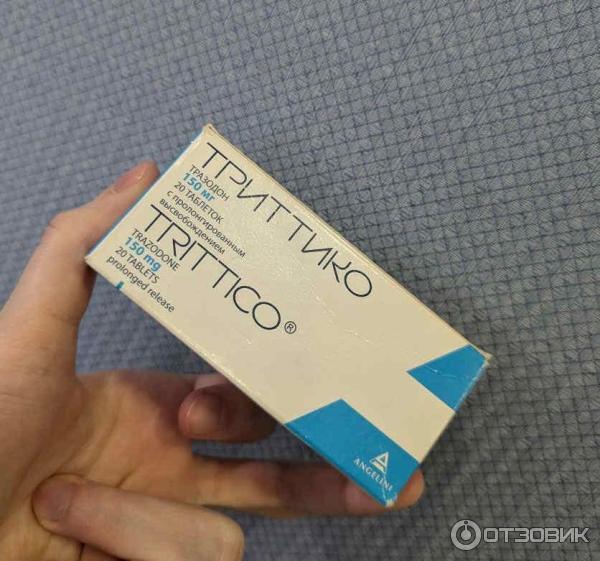 ТРИТТИКО
ТРАЗОДОН
150 мг
20 ТАБЛЕТОК
с пролонгированным
высвобождением
TRITTICO®
TRAZODONE
150 mg
20 TABLETS
prolonged release
ANGELINI
ОТЗОВИК